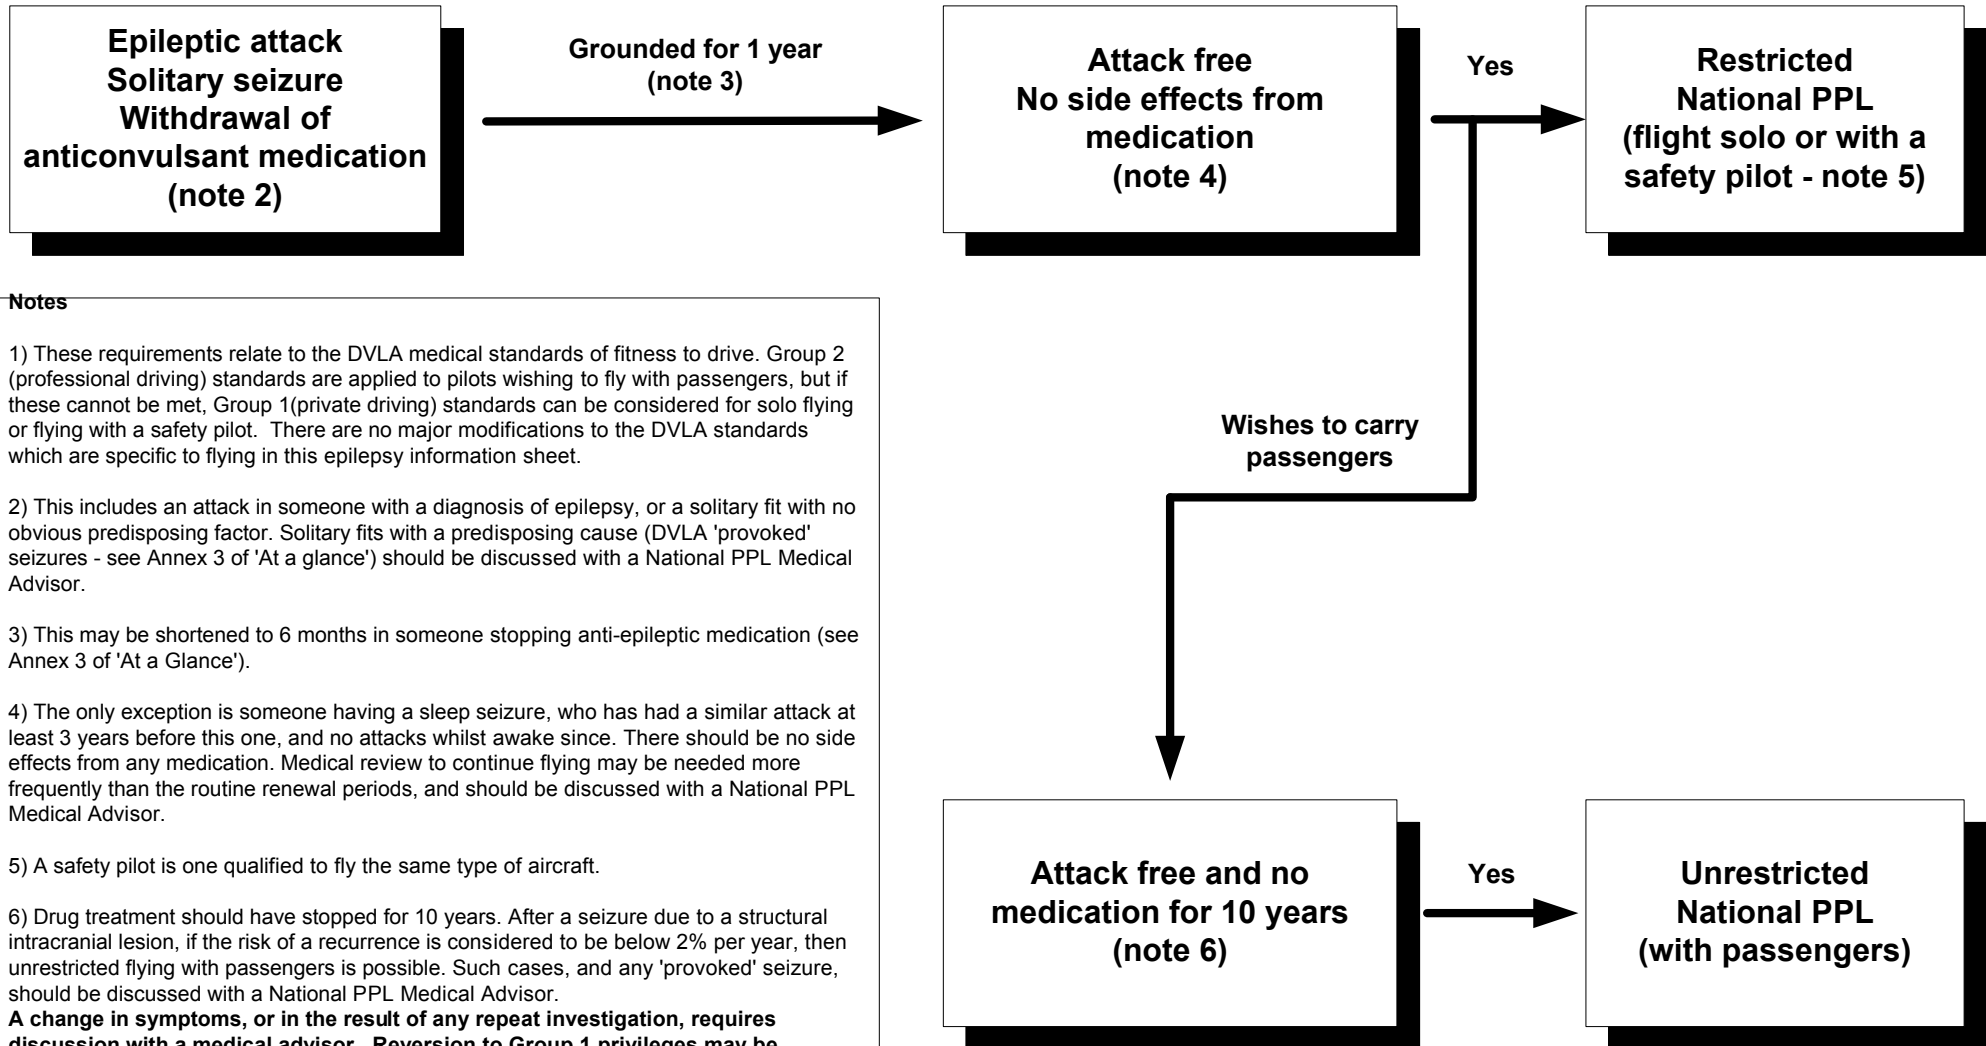 Epileptic attack
Solitary seizure
Withdrawal of
anticonvulsant medication
(note 2)
Grounded for 1 year
(note 3)
Attack free
No side effects from
medication
(note 4)
Yes
Restricted
National PPL
(flight solo or with a
safety pilot - note 5)
Wishes to carry
passengers
Attack free and no
medication for 10 years
(note 6)
Yes
Unrestricted
National PPL
(with passengers)
Notes
1) These requirements relate to the DVLA medical standards of fitness to drive. Group 2
(professional driving) standards are applied to pilots wishing to fly with passengers, but if
these cannot be met, Group 1(private driving) standards can be considered for solo flying
or flying with a safety pilot.  There are no major modifications to the DVLA standards
which are specific to flying in this epilepsy information sheet.
2) This includes an attack in someone with a diagnosis of epilepsy, or a solitary fit with no
obvious predisposing factor. Solitary fits with a predisposing cause (DVLA 'provoked'
seizures - see Annex 3 of 'At a glance') should be discussed with a National PPL Medical
Advisor.
3) This may be shortened to 6 months in someone stopping anti-epileptic medication (see
Annex 3 of 'At a Glance').
4) The only exception is someone having a sleep seizure, who has had a similar attack at
least 3 years before this one, and no attacks whilst awake since. There should be no side
effects from any medication. Medical review to continue flying may be needed more
frequently than the routine renewal periods, and should be discussed with a National PPL
Medical Advisor.
5) A safety pilot is one qualified to fly the same type of aircraft.
6) Drug treatment should have stopped for 10 years. After a seizure due to a structural
intracranial lesion, if the risk of a recurrence is considered to be below 2% per year, then
unrestricted flying with passengers is possible. Such cases, and any 'provoked' seizure,
should be discussed with a National PPL Medical Advisor.
A change in symptoms, or in the result of any repeat investigation, requires
discussion with a medical advisor.  Reversion to Group 1 privileges may be